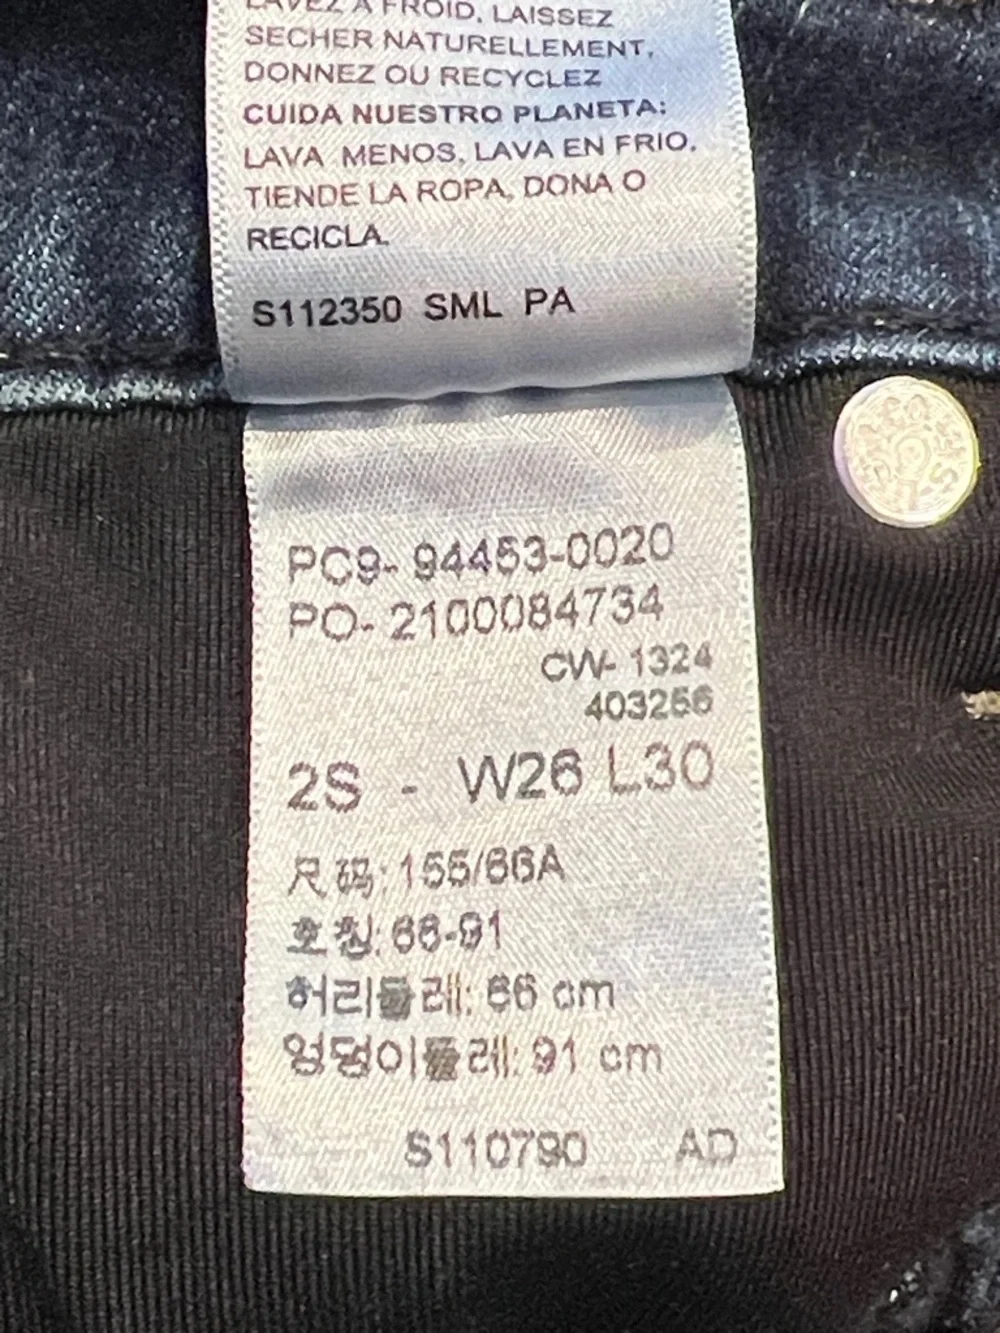 LAVEZ A FROID, LAISSEZ
SECHER NATURELLEMENT,
DONNEZ OU RECYCLEZ
CUIDA NUESTRO PLANETA:
LAVA MENOS, LAVA EN FRIO,
TIENDE LA ROPA, DONA O
RECICLA.
S112350 SML PA
PC9- 94453-0020
PO- 2100084734
CW- 1324
403256
2S - W26 L30
尺码: 155/66A
호칭: 66-91
허리둘레: 66 cm
엉덩이둘레: 91 cm
S110790 AD